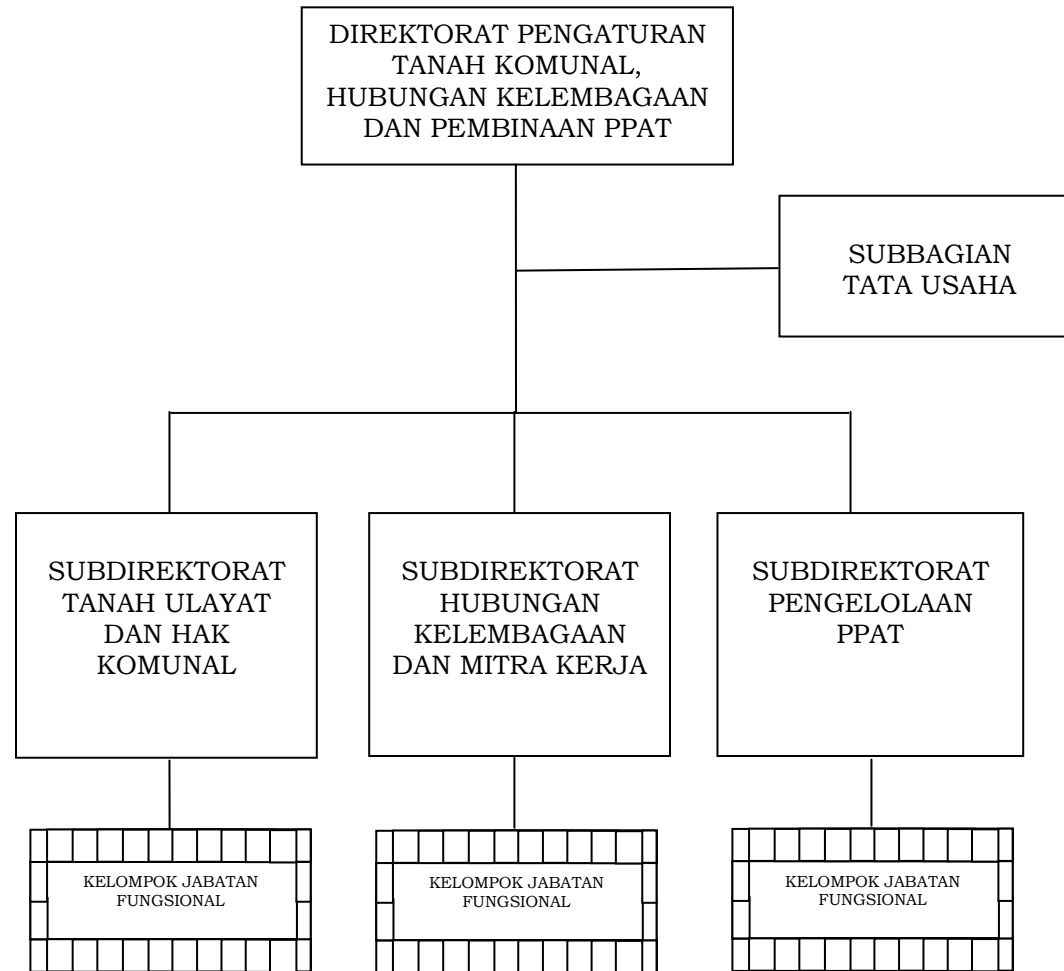 DIREKTORAT PENGATURAN
TANAH KOMUNAL,
HUBUNGAN KELEMBAGAAN
DAN PEMBINAAN PPAT
SUBBAGIAN
TATA USAHA
SUBDIREKTORAT
TANAH ULAYAT
DAN HAK
KOMUNAL
SUBDIREKTORAT
HUBUNGAN
KELEMBAGAAN
DAN MITRA KERJA
SUBDIREKTORAT
PENGELOLAAN
PPAT
KELOMPOK JABATAN
FUNGSIONAL
KELOMPOK JABATAN
FUNGSIONAL
KELOMPOK JABATAN
FUNGSIONAL